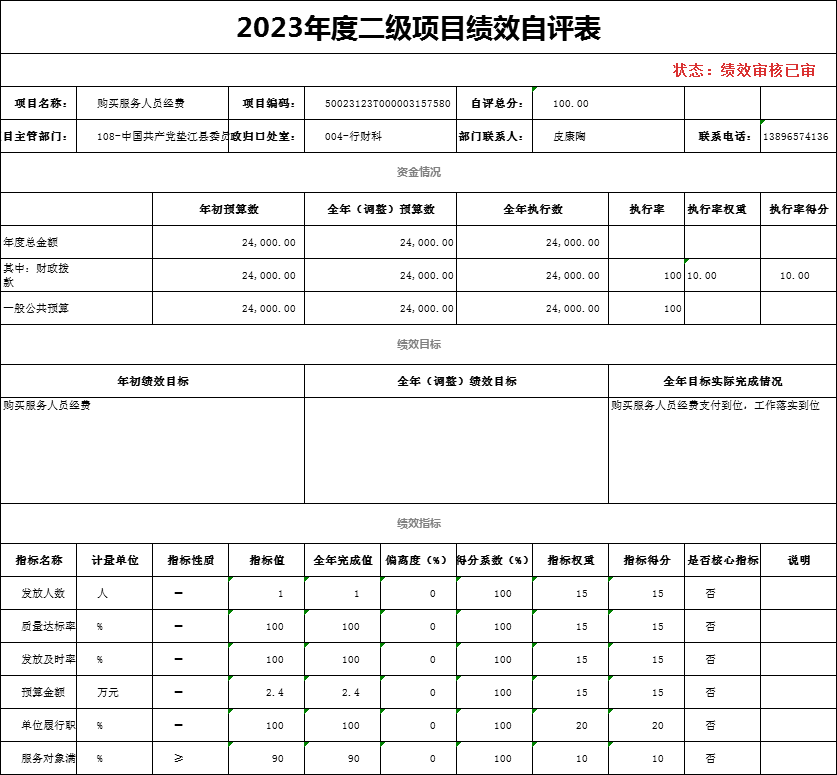 2023年度二级项目绩效自评表
状态：绩效审核已审
项目名称： 购买服务人员经费 项目编码： 50023123T000003157580 自评总分： 100.00
目主管部门： 108-中国共产党垫江县委员 政归口处室： 004-行财科 部门联系人： 皮康陶 联系电话： 13896574136
资金情况
年初预算数 全年（调整）预算数 全年执行数 执行率 执行率权重 执行率得分
年度总金额 24,000.00 24,000.00 24,000.00
其中：财政拨
款 24,000.00 24,000.00 24,000.00 100 10.00 10.00
一般公共预算 24,000.00 24,000.00 24,000.00 100
绩效目标
年初绩效目标 全年（调整）绩效目标 全年目标实际完成情况
购买服务人员经费 购买服务人员经费支付到位，工作落实到位
绩效指标
指标名称 计量单位 指标性质 指标值 全年完成值 偏离度（%） 得分系数（%） 指标权重 指标得分 是否核心指标 说明
发放人数 人 ＝ 1 1 0 100 15 15 否
质量达标率 % ＝ 100 100 0 100 15 15 否
发放及时率 % ＝ 100 100 0 100 15 15 否
预算金额 万元 ＝ 2.4 2.4 0 100 15 15 否
单位履行职 % ＝ 100 100 0 100 20 20 否
服务对象满 % ≥ 90 90 0 100 10 10 否